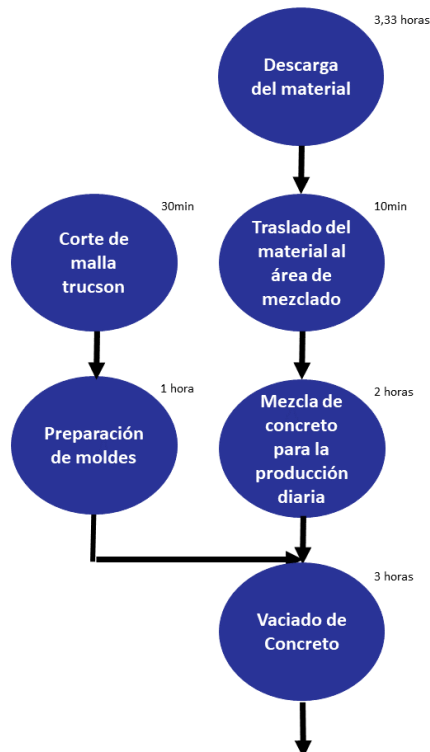 3,33 horas
Descarga
del material
30min
Corte de
malla
trucson
10min
Traslado del
material al
área de
mezclado
1 hora
Preparación
de moldes
2 horas
Mezcla de
concreto
para la
producción
diaria
3 horas
Vaciado de
Concreto